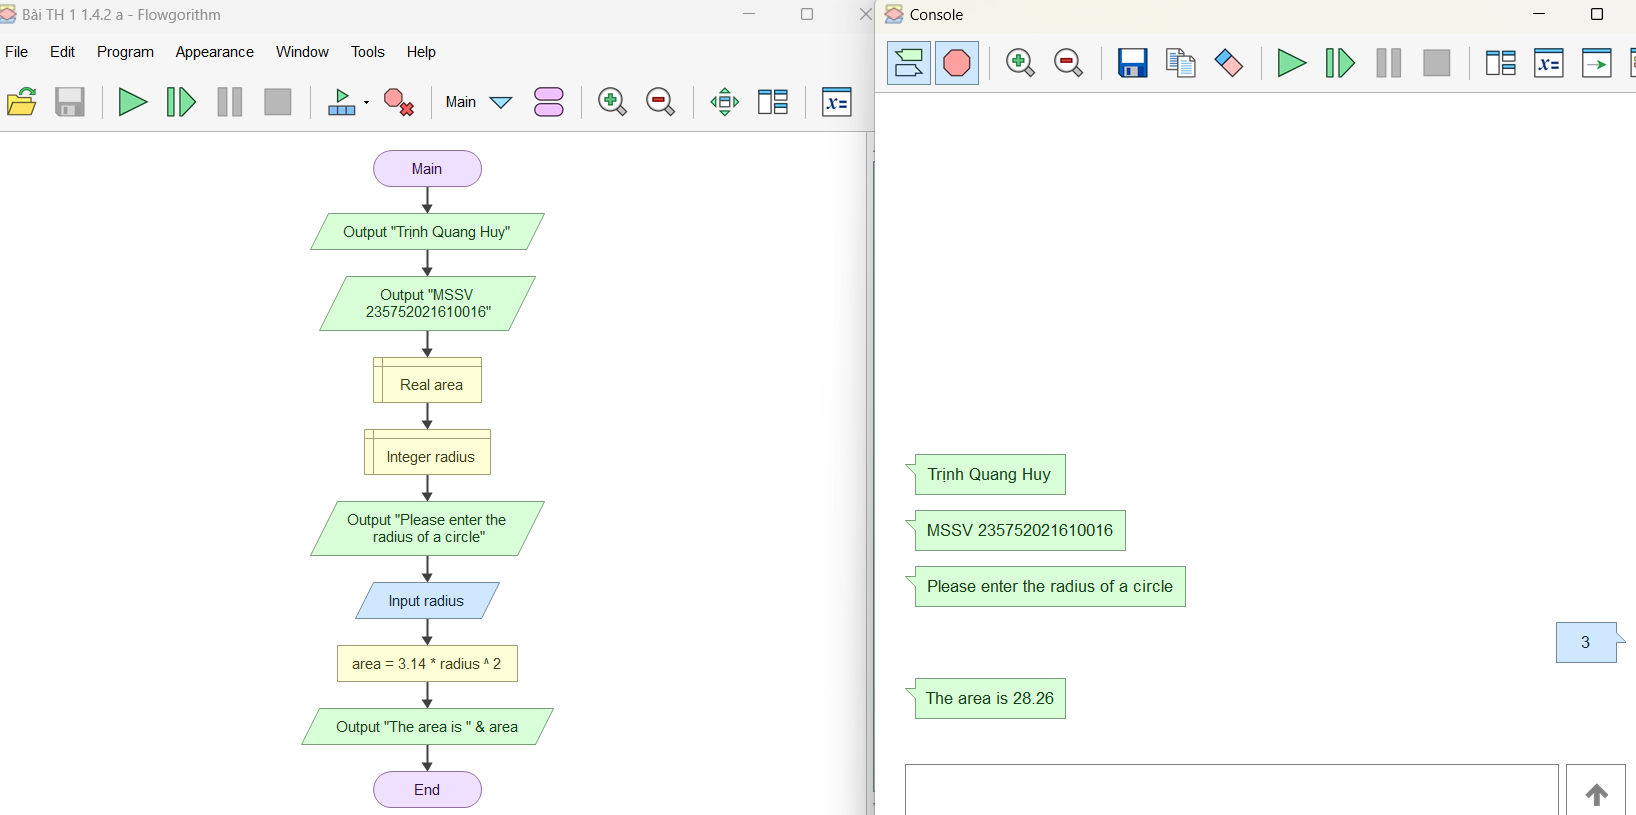 Bài TH 1 1.4.2 a - Flowgorithm
File Edit Program Appearance Window Tools Help
Main
x=
Main
Output "Trịnh Quang Huy"
Output "MSSV
235752021610016"
Real area
Integer radius
Output "Please enter the
radius of a circle"
Input radius
area = 3.14 * radius ^ 2
Output "The area is " & area
End
Console
x=
Trịnh Quang Huy
MSSV 235752021610016
Please enter the radius of a circle
3
The area is 28.26